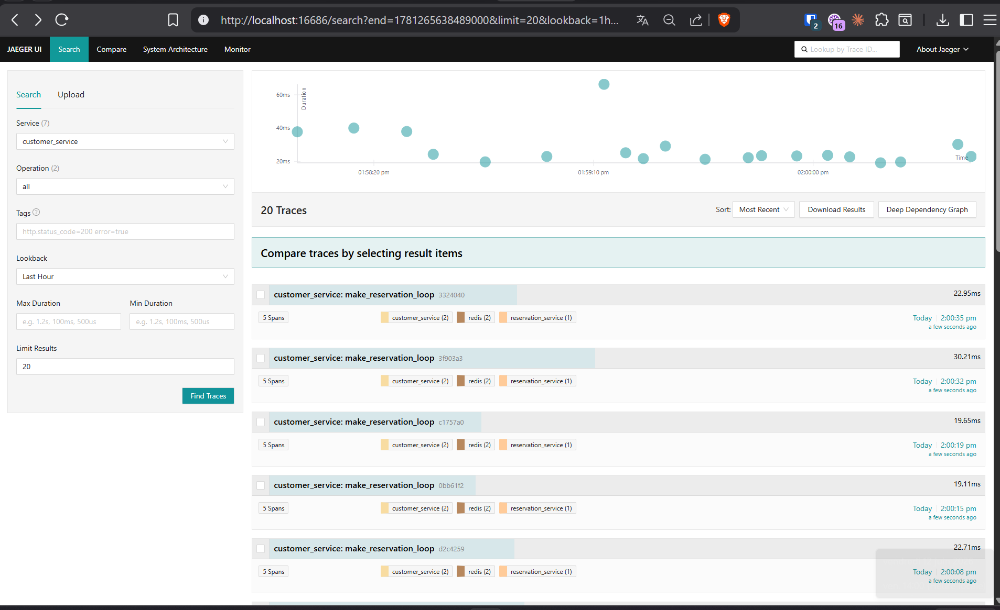 http://localhost:16686/search?end=1781265638489000&limit=20&lookback=1h...
2
16
JAEGER UI
Search
Compare
System Architecture
Monitor
Lookup by Trace ID...
About Jaeger
Search
Upload
Service (7)
customer_service
Operation (2)
all
Tags
http.status_code=200 error=true
Lookback
Last Hour
Max Duration
Min Duration
e.g. 1.2s, 100ms, 500us
e.g. 1.2s, 100ms, 500us
Limit Results
20
Find Traces
Duration
60ms
40ms
20ms
Time
01:58:20 pm
01:59:10 pm
02:00:00 pm
20 Traces
Sort:
Most Recent
Download Results
Deep Dependency Graph
Compare traces by selecting result items
customer_service: make_reservation_loop 3324040
22.95ms
5 Spans
customer_service (2)
redis (2)
reservation_service (1)
Today
2:00:35 pm
a few seconds ago
customer_service: make_reservation_loop 3f903a3
30.21ms
5 Spans
customer_service (2)
redis (2)
reservation_service (1)
Today
2:00:32 pm
a few seconds ago
customer_service: make_reservation_loop c1757a0
19.65ms
5 Spans
customer_service (2)
redis (2)
reservation_service (1)
Today
2:00:19 pm
a few seconds ago
customer_service: make_reservation_loop 0bb61f2
19.11ms
5 Spans
customer_service (2)
redis (2)
reservation_service (1)
Today
2:00:15 pm
a few seconds ago
customer_service: make_reservation_loop d2c4259
22.71ms
5 Spans
customer_service (2)
redis (2)
reservation_service (1)
Today
2:00:08 pm
a few seconds ago